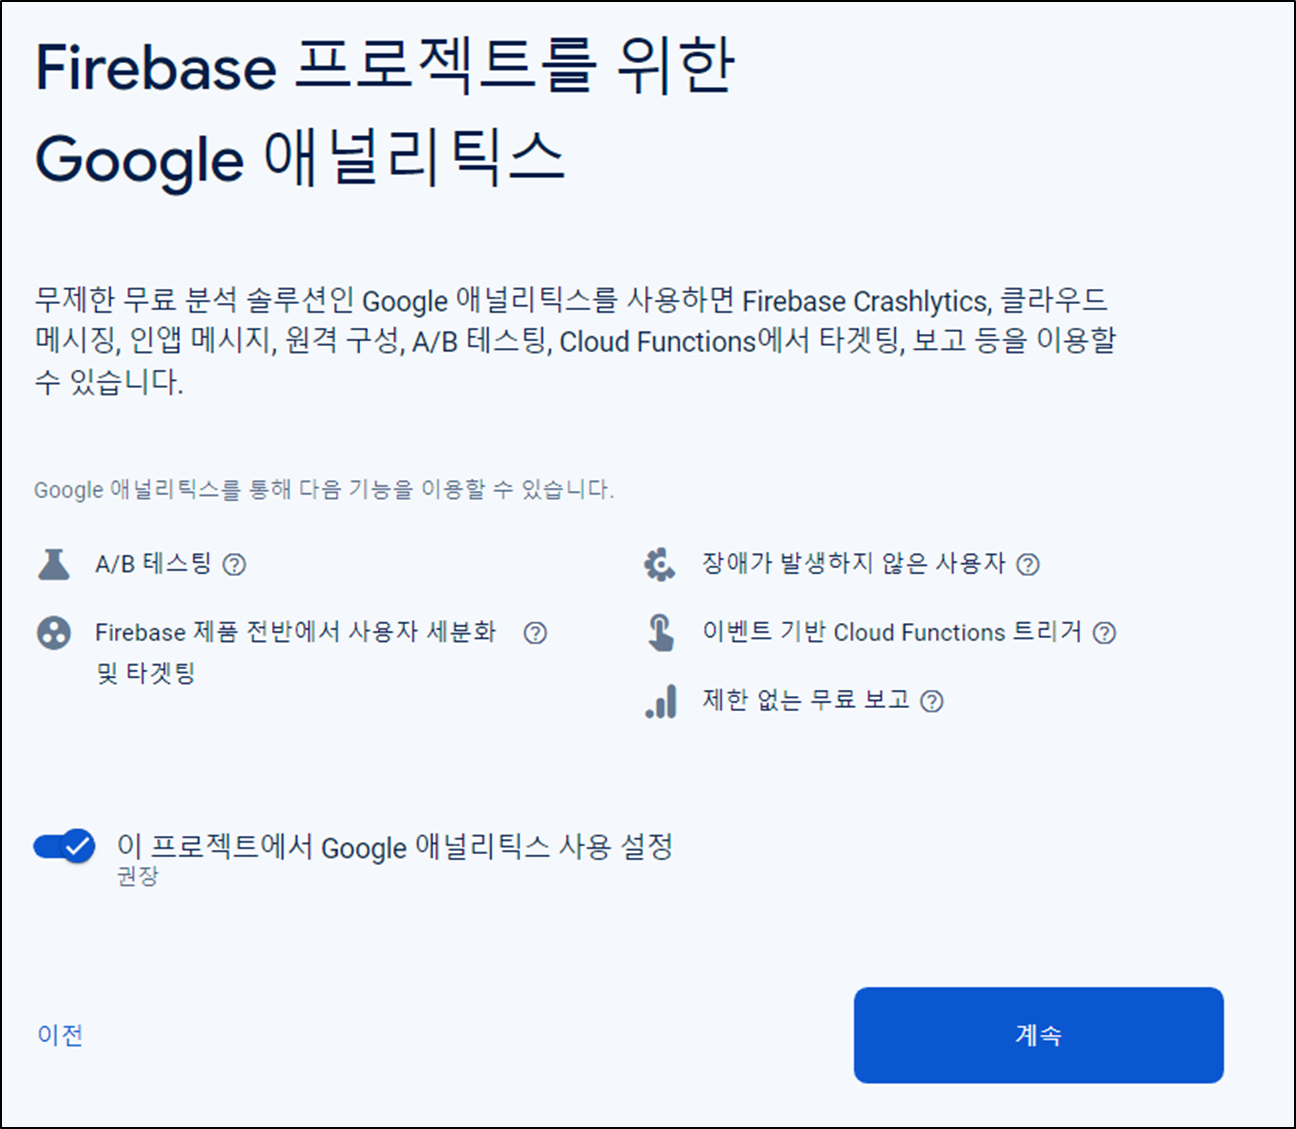 Firebase 프로젝트를 위한
Google 애널리틱스
무제한 무료 분석 솔루션인 Google 애널리틱스를 사용하면 Firebase Crashlytics, 클라우드
메시징, 인앱 메시지, 원격 구성, A/B 테스팅, Cloud Functions에서 타겟팅, 보고 등을 이용할
수 있습니다.
Google 애널리틱스를 통해 다음 기능을 이용할 수 있습니다.
A/B 테스팅
Firebase 제품 전반에서 사용자 세분화
및 타겟팅
장애가 발생하지 않은 사용자
이벤트 기반 Cloud Functions 트리거
제한 없는 무료 보고
이 프로젝트에서 Google 애널리틱스 사용 설정
권장
이전
계속